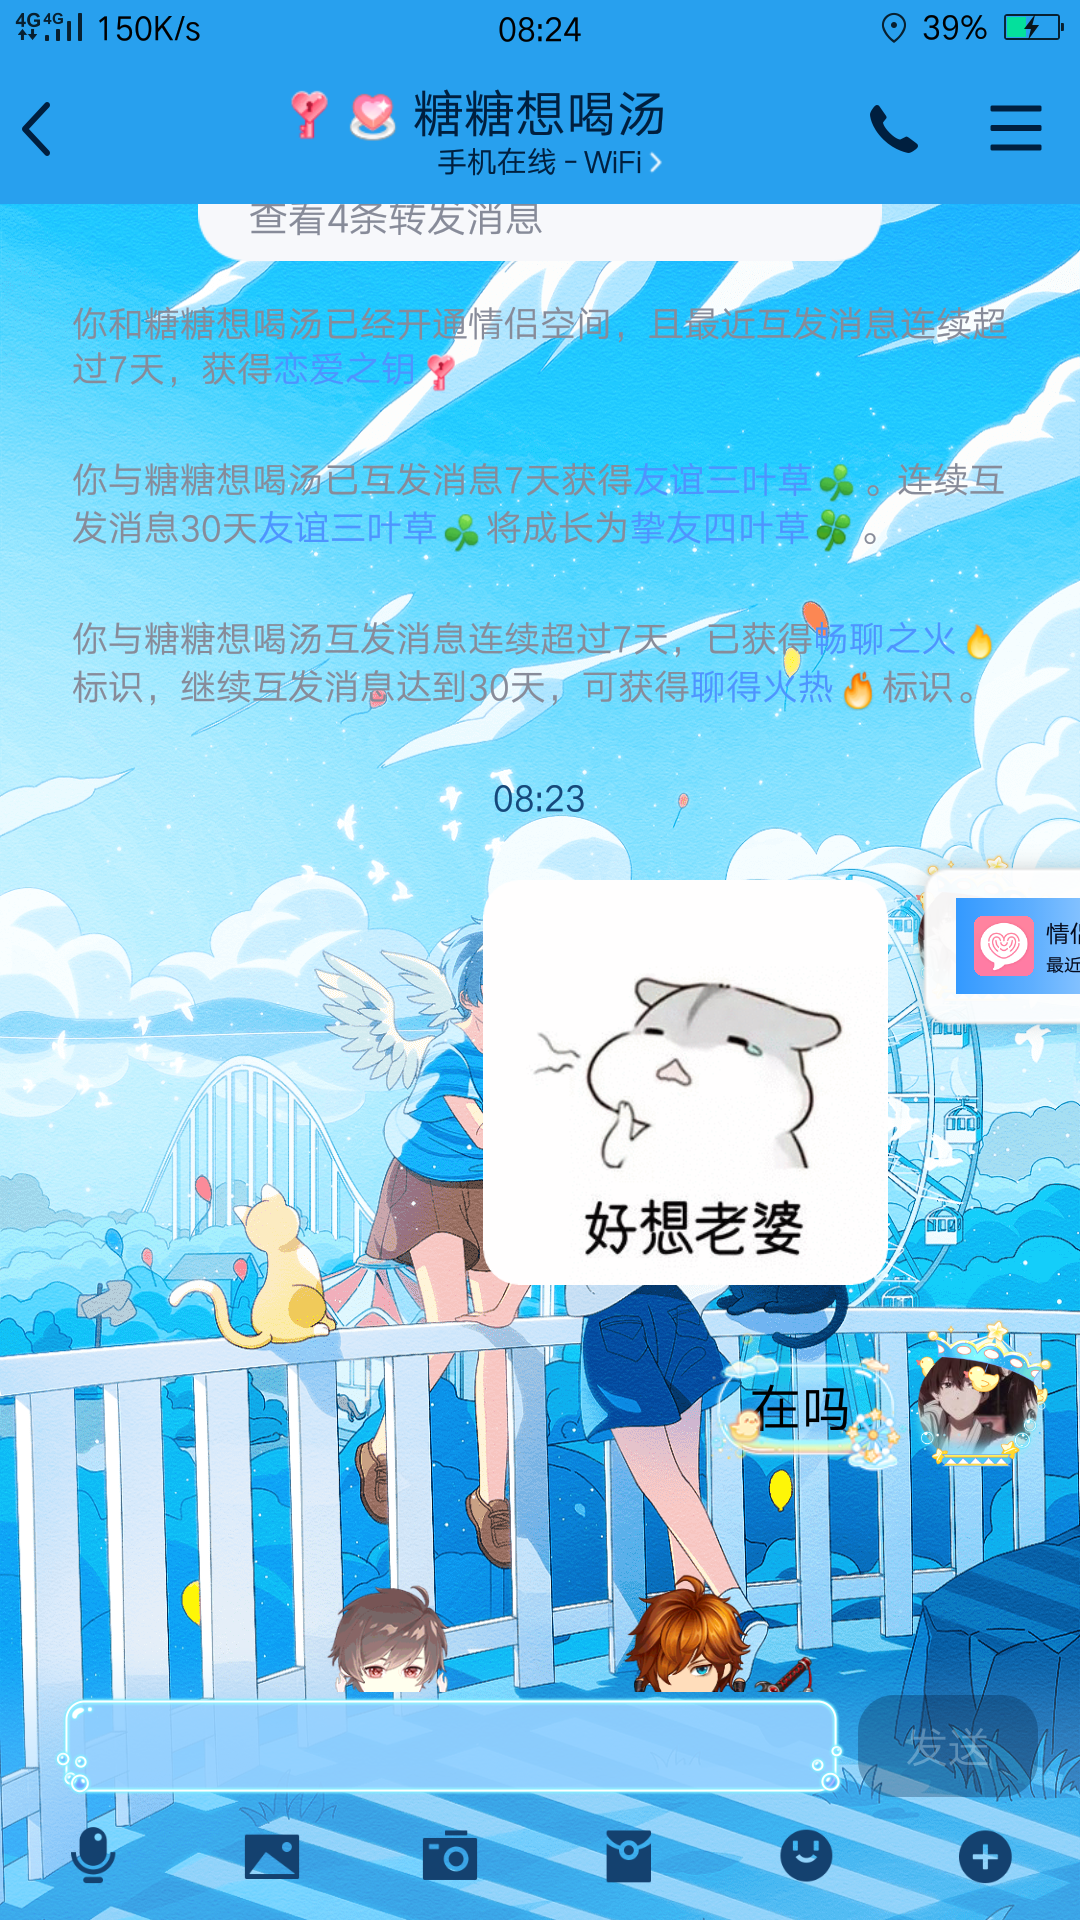 4G 4G 150K/s 08:24 39%
糖糖想喝汤
手机在线 - WiFi
查看4条转发消息
你和糖糖想喝汤已经开通情侣空间，且最近互发消息连续超
过7天，获得恋爱之钥
你与糖糖想喝汤已互发消息7天获得友谊三叶草。连续互
发消息30天友谊三叶草将成长为挚友四叶草。
你与糖糖想喝汤互发消息连续超过7天，已获得畅聊之火
标识，继续互发消息达到30天，可获得聊得火热标识。
08:23
情侣
最近
好想老婆
在吗
发送